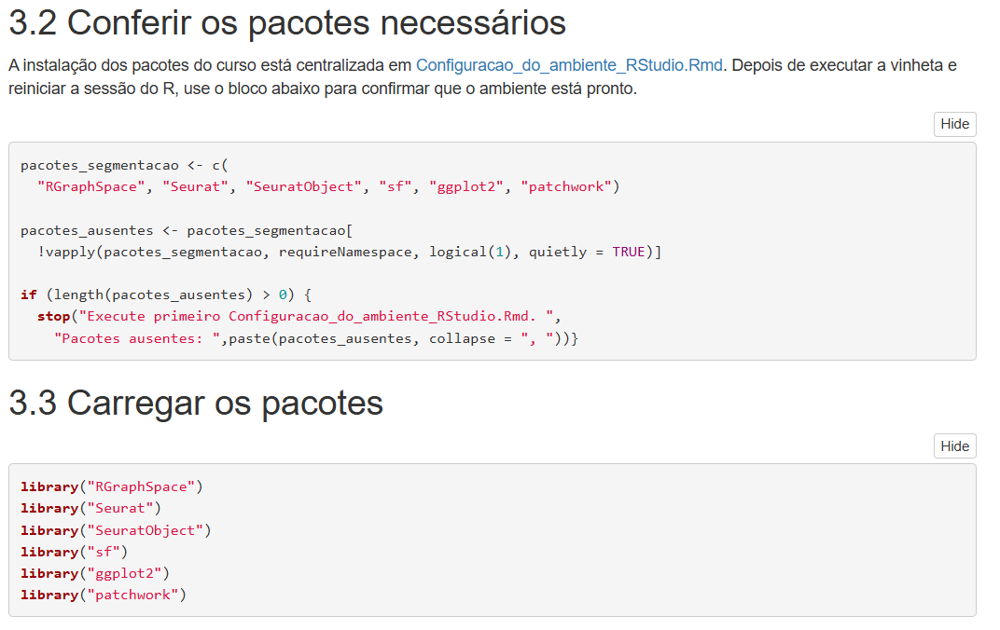 3.2 Conferir os pacotes necessários
A instalação dos pacotes do curso está centralizada em Configuracao_do_ambiente_RStudio.Rmd. Depois de executar a vinheta e
reiniciar a sessão do R, use o bloco abaixo para confirmar que o ambiente está pronto.
Hide
pacotes_segmentacao <- c(
  "RGraphSpace", "Seurat", "SeuratObject", "sf", "ggplot2", "patchwork")
pacotes_ausentes <- pacotes_segmentacao[
  !vapply(pacotes_segmentacao, requireNamespace, logical(1), quietly = TRUE)]
if (length(pacotes_ausentes) > 0) {
  stop("Execute primeiro Configuracao_do_ambiente_RStudio.Rmd. ",
    "Pacotes ausentes: ",paste(pacotes_ausentes, collapse = ", "))}
3.3 Carregar os pacotes
Hide
library("RGraphSpace")
library("Seurat")
library("SeuratObject")
library("sf")
library("ggplot2")
library("patchwork")